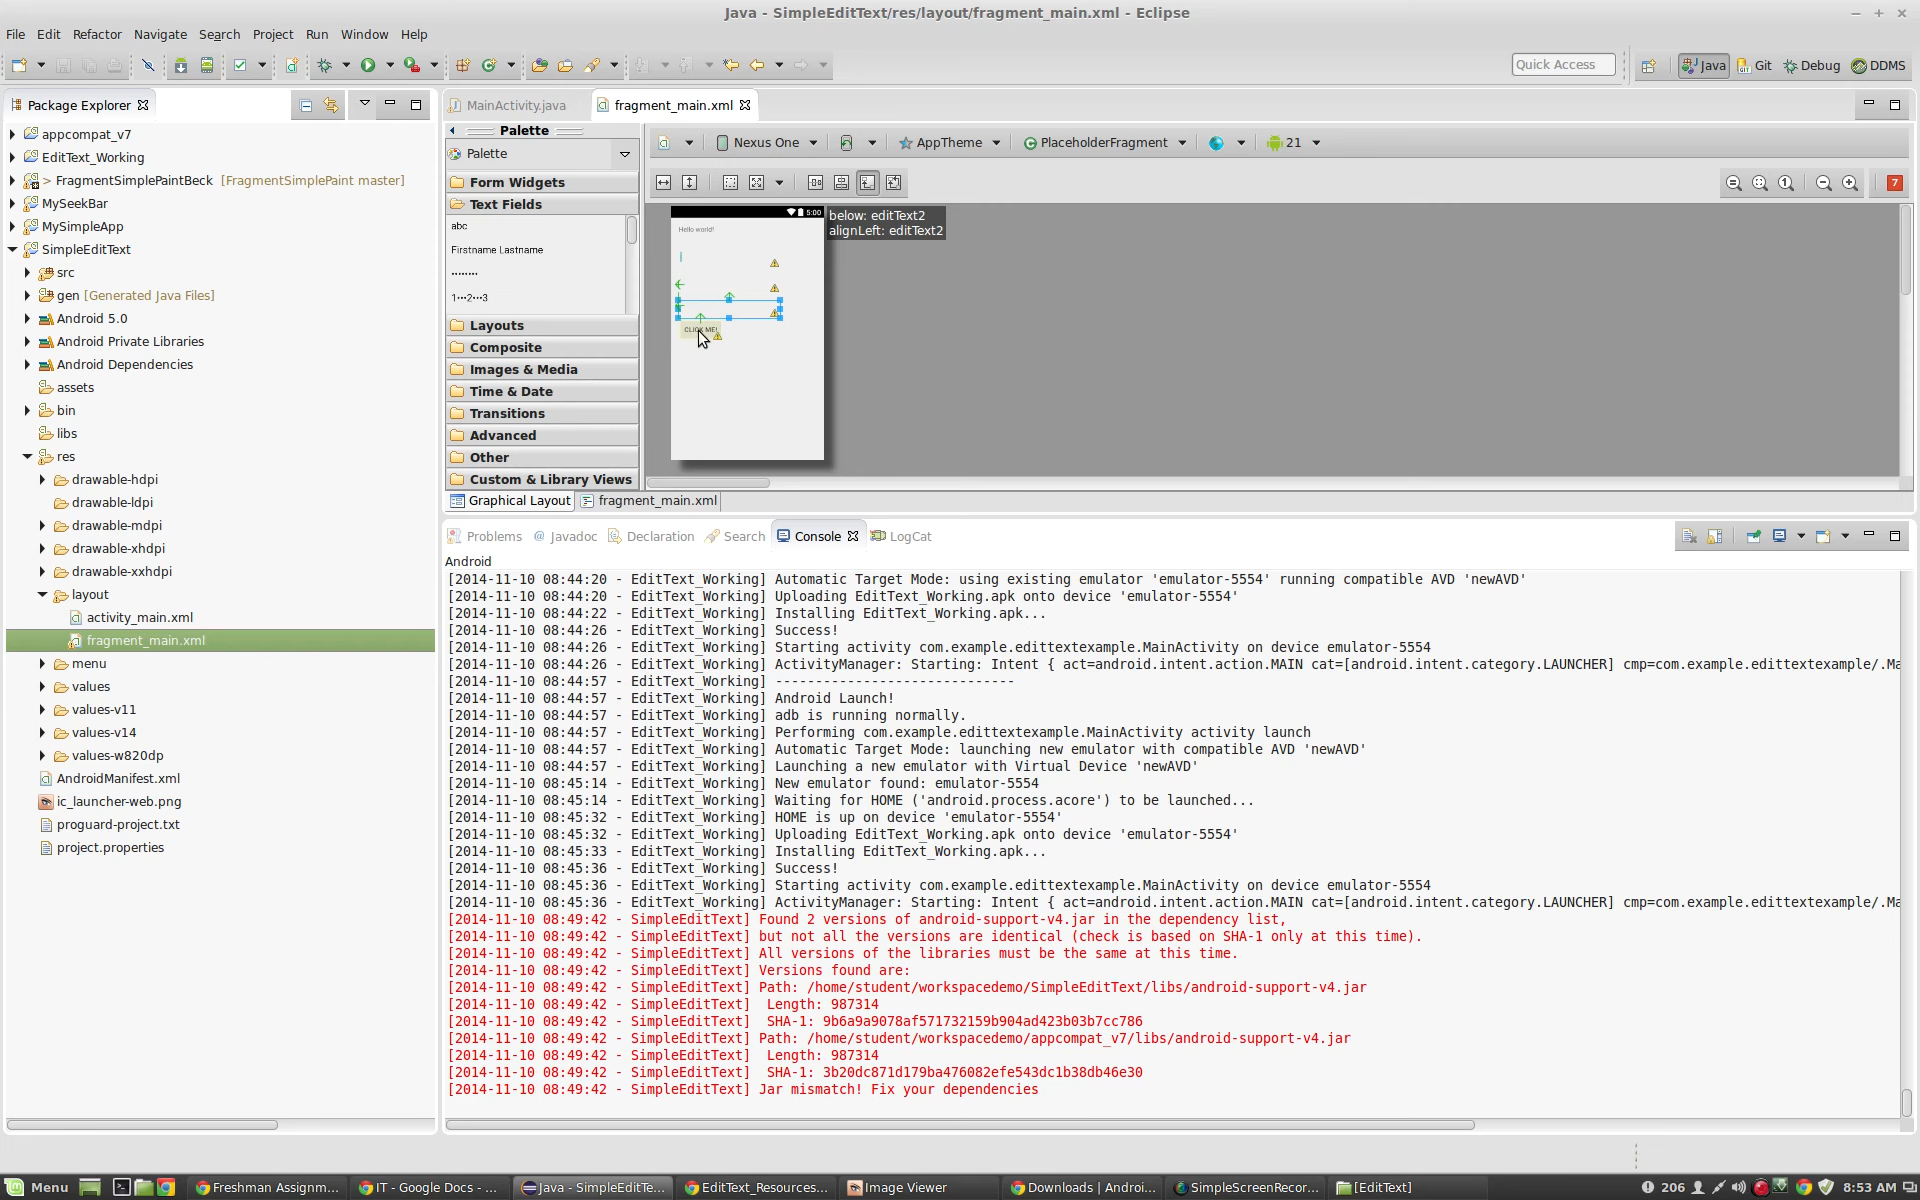 Java - SimpleEditText/res/layout/fragment_main.xml - Eclipse
File Edit Refactor Navigate Search Project Run Window Help
Quick Access
Java
Git
Debug
DDMS
Package Explorer
appcompat_v7
EditText_Working
> FragmentSimplePaintBeck [FragmentSimplePaint master]
MySeekBar
MySimpleApp
SimpleEditText
src
gen [Generated Java Files]
Android 5.0
Android Private Libraries
Android Dependencies
assets
bin
libs
res
drawable-hdpi
drawable-ldpi
drawable-mdpi
drawable-xhdpi
drawable-xxhdpi
layout
activity_main.xml
fragment_main.xml
menu
values
values-v11
values-v14
values-w820dp
AndroidManifest.xml
ic_launcher-web.png
proguard-project.txt
project.properties
MainActivity.java
fragment_main.xml
Palette
Palette
Form Widgets
Text Fields
abc
Firstname Lastname
••••••••
1•••2•••3
Layouts
Composite
Images & Media
Time & Date
Transitions
Advanced
Other
Custom & Library Views
Nexus One
AppTheme
PlaceholderFragment
21
7
5:00
Hello world!
CLICK ME!
below: editText2
alignLeft: editText2
Graphical Layout
fragment_main.xml
Problems
@ Javadoc
Declaration
Search
Console
LogCat
Android
[2014-11-10 08:44:20 - EditText_Working] Automatic Target Mode: using existing emulator 'emulator-5554' running compatible AVD 'newAVD'
[2014-11-10 08:44:20 - EditText_Working] Uploading EditText_Working.apk onto device 'emulator-5554'
[2014-11-10 08:44:22 - EditText_Working] Installing EditText_Working.apk...
[2014-11-10 08:44:26 - EditText_Working] Success!
[2014-11-10 08:44:26 - EditText_Working] Starting activity com.example.edittextexample.MainActivity on device emulator-5554
[2014-11-10 08:44:26 - EditText_Working] ActivityManager: Starting: Intent { act=android.intent.action.MAIN cat=[android.intent.category.LAUNCHER] cmp=com.example.edittextexample/.Ma
[2014-11-10 08:44:57 - EditText_Working] ------------------------------
[2014-11-10 08:44:57 - EditText_Working] Android Launch!
[2014-11-10 08:44:57 - EditText_Working] adb is running normally.
[2014-11-10 08:44:57 - EditText_Working] Performing com.example.edittextexample.MainActivity activity launch
[2014-11-10 08:44:57 - EditText_Working] Automatic Target Mode: launching new emulator with compatible AVD 'newAVD'
[2014-11-10 08:44:57 - EditText_Working] Launching a new emulator with Virtual Device 'newAVD'
[2014-11-10 08:45:14 - EditText_Working] New emulator found: emulator-5554
[2014-11-10 08:45:14 - EditText_Working] Waiting for HOME ('android.process.acore') to be launched...
[2014-11-10 08:45:32 - EditText_Working] HOME is up on device 'emulator-5554'
[2014-11-10 08:45:32 - EditText_Working] Uploading EditText_Working.apk onto device 'emulator-5554'
[2014-11-10 08:45:33 - EditText_Working] Installing EditText_Working.apk...
[2014-11-10 08:45:36 - EditText_Working] Success!
[2014-11-10 08:45:36 - EditText_Working] Starting activity com.example.edittextexample.MainActivity on device emulator-5554
[2014-11-10 08:45:36 - EditText_Working] ActivityManager: Starting: Intent { act=android.intent.action.MAIN cat=[android.intent.category.LAUNCHER] cmp=com.example.edittextexample/.Ma
[2014-11-10 08:49:42 - SimpleEditText] Found 2 versions of android-support-v4.jar in the dependency list,
[2014-11-10 08:49:42 - SimpleEditText] but not all the versions are identical (check is based on SHA-1 only at this time).
[2014-11-10 08:49:42 - SimpleEditText] All versions of the libraries must be the same at this time.
[2014-11-10 08:49:42 - SimpleEditText] Versions found are:
[2014-11-10 08:49:42 - SimpleEditText] Path: /home/student/workspacedemo/SimpleEditText/libs/android-support-v4.jar
[2014-11-10 08:49:42 - SimpleEditText] Length: 987314
[2014-11-10 08:49:42 - SimpleEditText] SHA-1: 9b6a9a9078af571732159b904ad423b03b7cc786
[2014-11-10 08:49:42 - SimpleEditText] Path: /home/student/workspacedemo/appcompat_v7/libs/android-support-v4.jar
[2014-11-10 08:49:42 - SimpleEditText] Length: 987314
[2014-11-10 08:49:42 - SimpleEditText] SHA-1: 3b20dc871d179ba476082efe543dc1b38db46e30
[2014-11-10 08:49:42 - SimpleEditText] Jar mismatch! Fix your dependencies
Menu
Freshman Assignm...
IT - Google Docs - ...
Java - SimpleEditTe...
EditText_Resources...
Image Viewer
Downloads | Androi...
SimpleScreenRecor...
[EditText]
206
8:53 AM